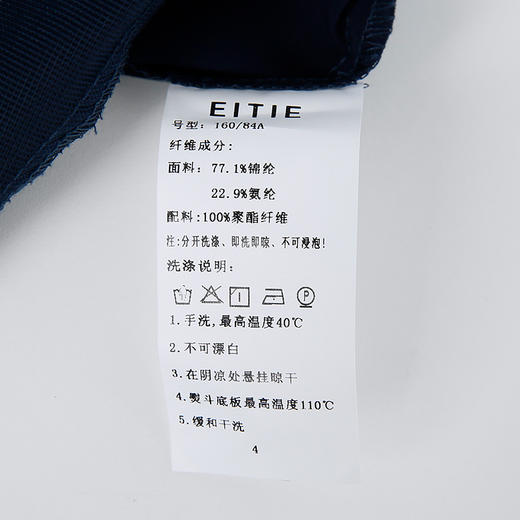 EITIE
号型: 160/84A
纤维成分:
面料: 77.1%锦纶
22.9%氨纶
配料: 100%聚酯纤维
注:分开洗涤、即洗即晾、不可浸泡!
洗涤说明:
P
1.手洗,最高温度40℃
2.不可漂白
3.在阴凉处悬挂晾干
4.熨斗底板最高温度110℃
5.缓和干洗
4